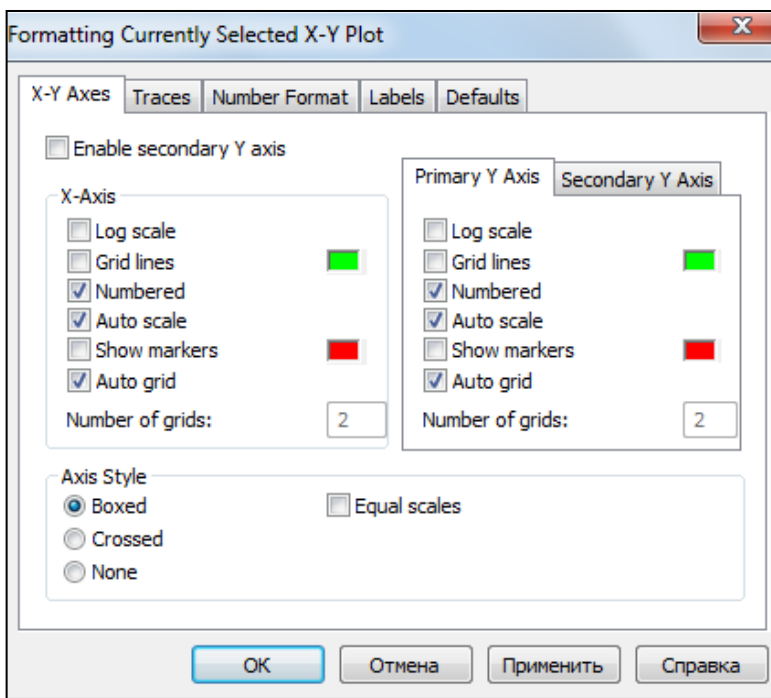 Formatting Currently Selected X-Y Plot
X-Y Axes Traces Number Format Labels Defaults
Enable secondary Y axis
X-Axis
Log scale
Grid lines
Numbered
Auto scale
Show markers
Auto grid
Number of grids: 2
Primary Y Axis Secondary Y Axis
Log scale
Grid lines
Numbered
Auto scale
Show markers
Auto grid
Number of grids: 2
Axis Style
Boxed
Equal scales
Crossed
None
OK Отмена Применить Справка